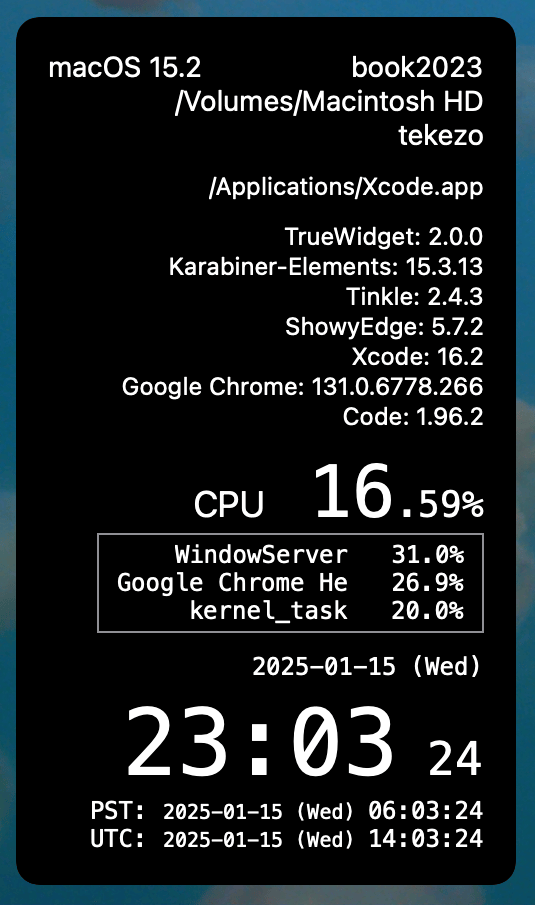 macOS 15.2 book2023
/Volumes/Macintosh HD
tekezo
/Applications/Xcode.app
TrueWidget: 2.0.0
Karabiner-Elements: 15.3.13
Tinkle: 2.4.3
ShowyEdge: 5.7.2
Xcode: 16.2
Google Chrome: 131.0.6778.266
Code: 1.96.2
CPU 16.59%
WindowServer 31.0%
Google Chrome He 26.9%
kernel_task 20.0%
2025-01-15 (Wed)
23:03 24
PST: 2025-01-15 (Wed) 06:03:24
UTC: 2025-01-15 (Wed) 14:03:24